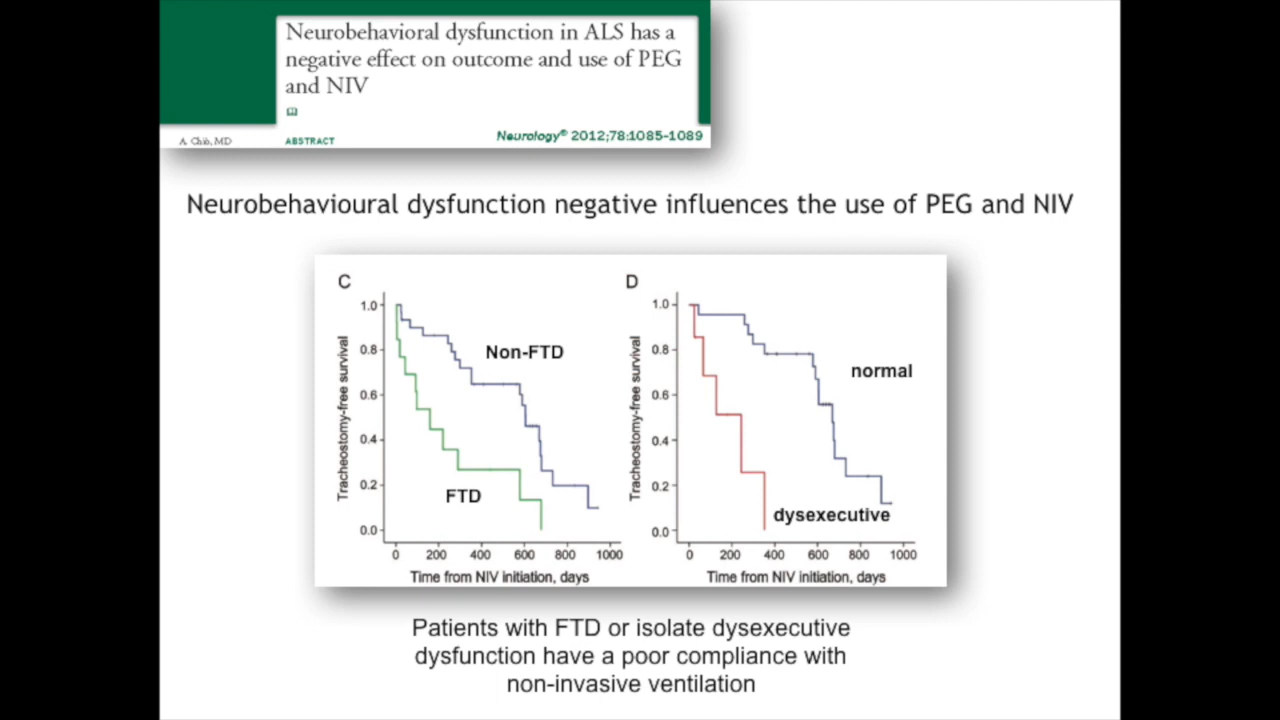 Neurobehavioral dysfunction in ALS has a
negative effect on outcome and use of PEG
and NIV
A. Chiò, MD
ABSTRACT
Neurology® 2012;78:1085-1089
Neurobehavioural dysfunction negative influences the use of PEG and NIV
C
Tracheostomy-free survival
1.0
0.8
0.6
0.4
0.2
0.0
Non-FTD
FTD
0 200 400 600 800 1000
Time from NIV initiation, days
D
Tracheostomy-free survival
1.0
0.8
0.6
0.4
0.2
0.0
normal
dysexecutive
0 200 400 600 800 1000
Time from NIV initiation, days
Patients with FTD or isolate dysexecutive
dysfunction have a poor compliance with
non-invasive ventilation